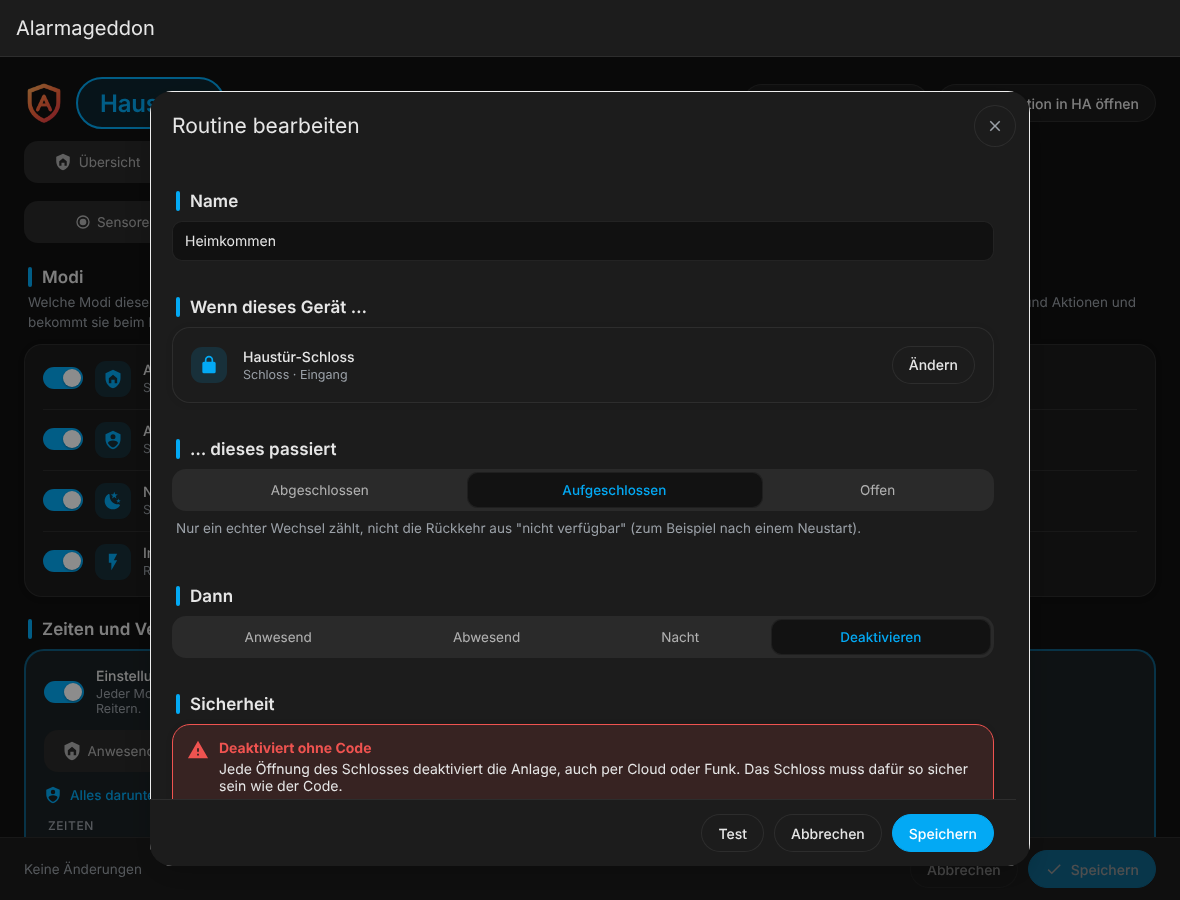 Alarmageddon
Haus
tion in HA öffnen
Übersicht
Sensore
Modi
Welche Modi diese
nd Aktionen und
bekommt sie beim
Zeiten und Ve
Einstellu
Jeder Mo
Reitern.
Anwesend
Alles darunte
ZEITEN
Keine Änderungen
Abbrechen
Speichern
Routine bearbeiten
Name
Heimkommen
Wenn dieses Gerät ...
Haustür-Schloss
Schloss · Eingang
Ändern
... dieses passiert
Abgeschlossen
Aufgeschlossen
Offen
Nur ein echter Wechsel zählt, nicht die Rückkehr aus "nicht verfügbar" (zum Beispiel nach einem Neustart).
Dann
Anwesend
Abwesend
Nacht
Deaktivieren
Sicherheit
Deaktiviert ohne Code
Jede Öffnung des Schlosses deaktiviert die Anlage, auch per Cloud oder Funk. Das Schloss muss dafür so sicher
sein wie der Code.
Test
Abbrechen
Speichern